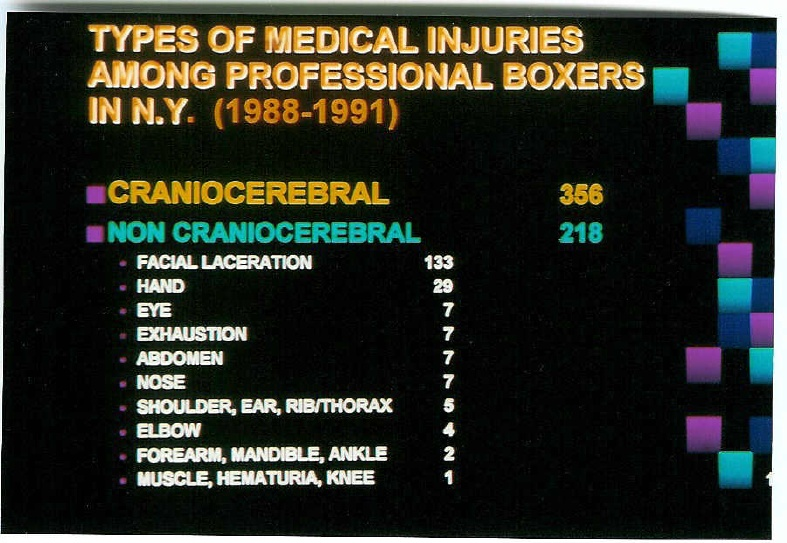 TYPES OF MEDICAL INJURIES
AMONG PROFESSIONAL BOXERS
IN N.Y. (1988-1991)
CRANIOCEREBRAL 356
NON CRANIOCEREBRAL 218
FACIAL LACERATION 133
HAND 29
EYE 7
EXHAUSTION 7
ABDOMEN 7
NOSE 7
SHOULDER, EAR, RIB/THORAX 5
ELBOW 4
FOREARM, MANDIBLE, ANKLE 2
MUSCLE, HEMATURIA, KNEE 1